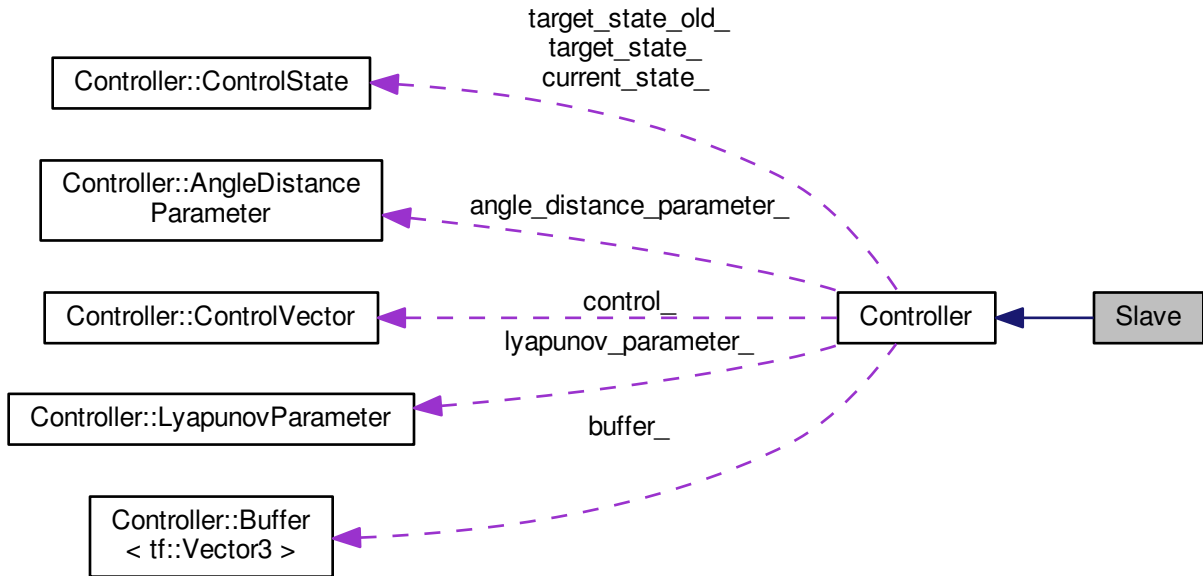 target_state_old_
target_state_
current_state_
Controller::ControlState
Controller::AngleDistance
Parameter
angle_distance_parameter_
Controller::ControlVector
control_
Controller
Slave
lyapunov_parameter_
Controller::LyapunovParameter
buffer_
Controller::Buffer
< tf::Vector3 >